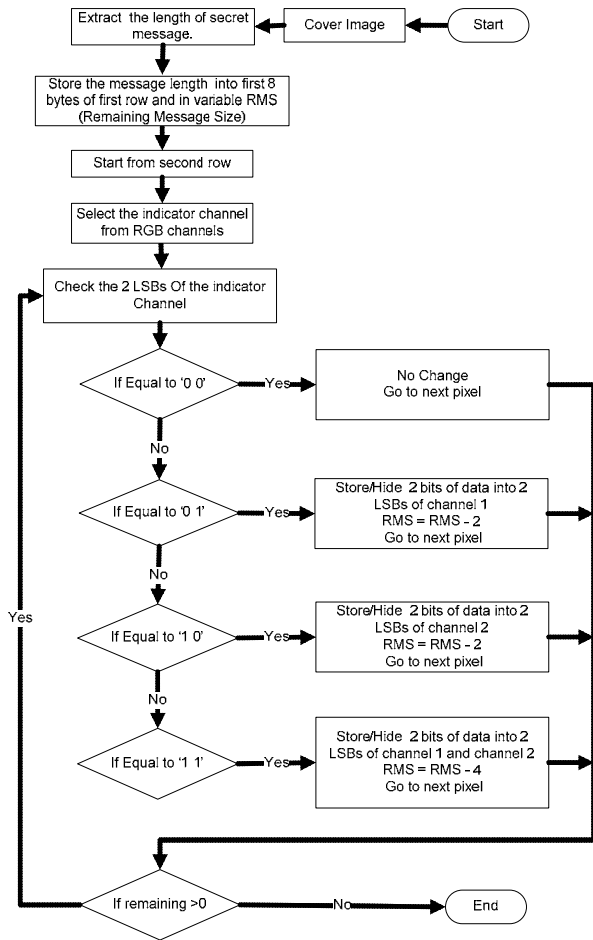 Start
Cover Image
Extract the length of secret
message.
Store the message length into first 8
bytes of first row and in variable RMS
(Remaining Message Size)
Start from second row
Select the indicator channel
from RGB channels
Check the 2 LSBs Of the indicator
Channel
If Equal to ‘0 0’
Yes
No Change
Go to next pixel
No
If Equal to ‘0 1’
Yes
Store/Hide 2 bits of data into 2
LSBs of channel 1
RMS = RMS - 2
Go to next pixel
No
If Equal to ‘1 0’
Yes
Store/Hide 2 bits of data into 2
LSBs of channel 2
RMS = RMS - 2
Go to next pixel
No
If Equal to ‘1 1’
Yes
Store/Hide 2 bits of data into 2
LSBs of channel 1 and channel 2
RMS = RMS - 4
Go to next pixel
Yes
If remaining >0
No
End